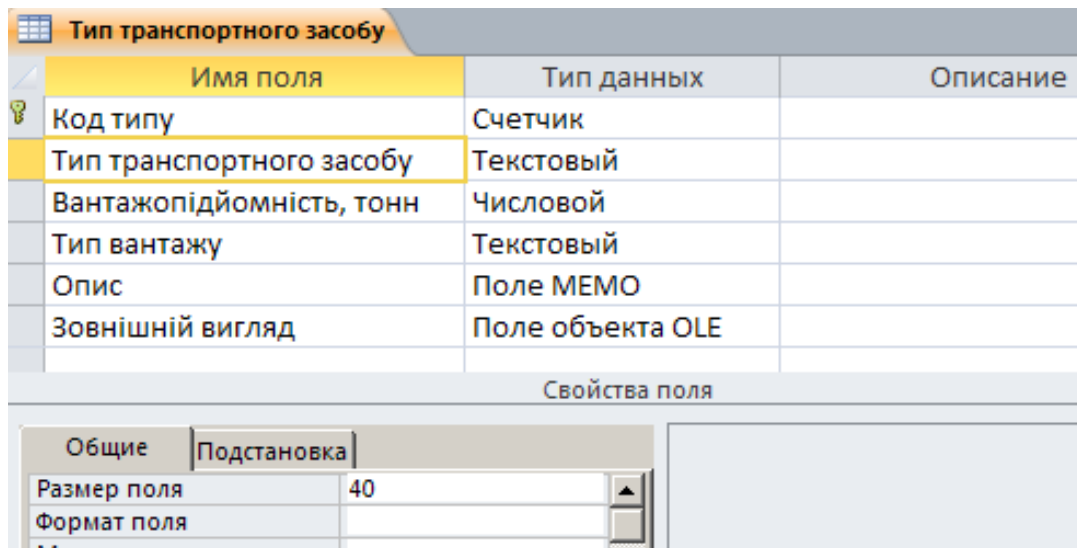 Тип транспортного засобу
Имя поля Тип данных Описание
Код типу Счетчик
Тип транспортного засобу Текстовый
Вантажопідйомність, тонн Числовой
Тип вантажу Текстовый
Опис Поле МЕМО
Зовнішній вигляд Поле объекта OLE
Свойства поля
Общие Подстановка
Размер поля 40
Формат поля